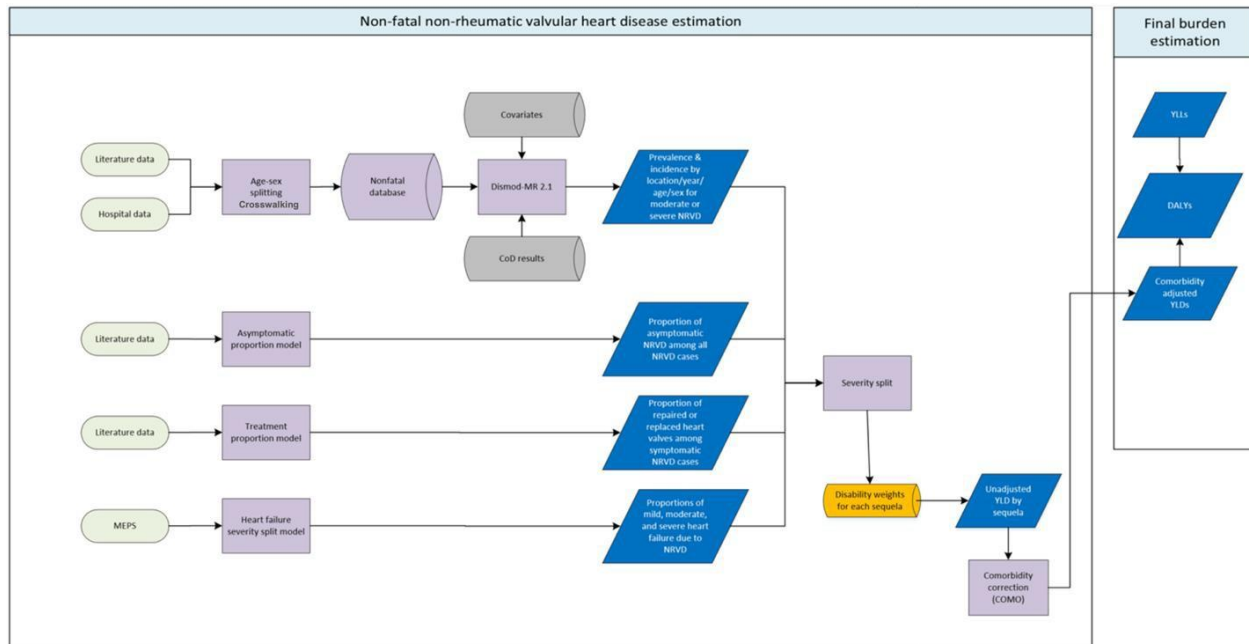 Non-fatal non-rheumatic valvular heart disease estimation
Final burden
estimation
Covariates
YLLs
Literature data
Hospital data
Age-sex
splitting
Crosswalking
Nonfatal
database
Dismod-MR 2.1
Prevalence &
incidence by
location/year/
age/sex for
moderate or
severe NRVD
DALYs
CoD results
Comorbidity
adjusted
YLDs
Literature data
Asymptomatic
proportion model
Proportion of
asymptomatic
NRVD among all
NRVD cases
Severity split
Literature data
Treatment
proportion model
Proportion of
repaired or
replaced heart
valves among
symptomatic
NRVD cases
Disability weights
for each sequela
Unadjusted
YLD by
sequela
MEPS
Heart failure
severity split model
Proportions of
mild, moderate,
and severe heart
failure due to
NRVD
Comorbidity
correction
(COMO)